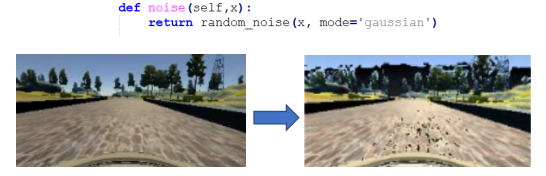 def noise(self,x):
return random_noise(x, mode='gaussian')